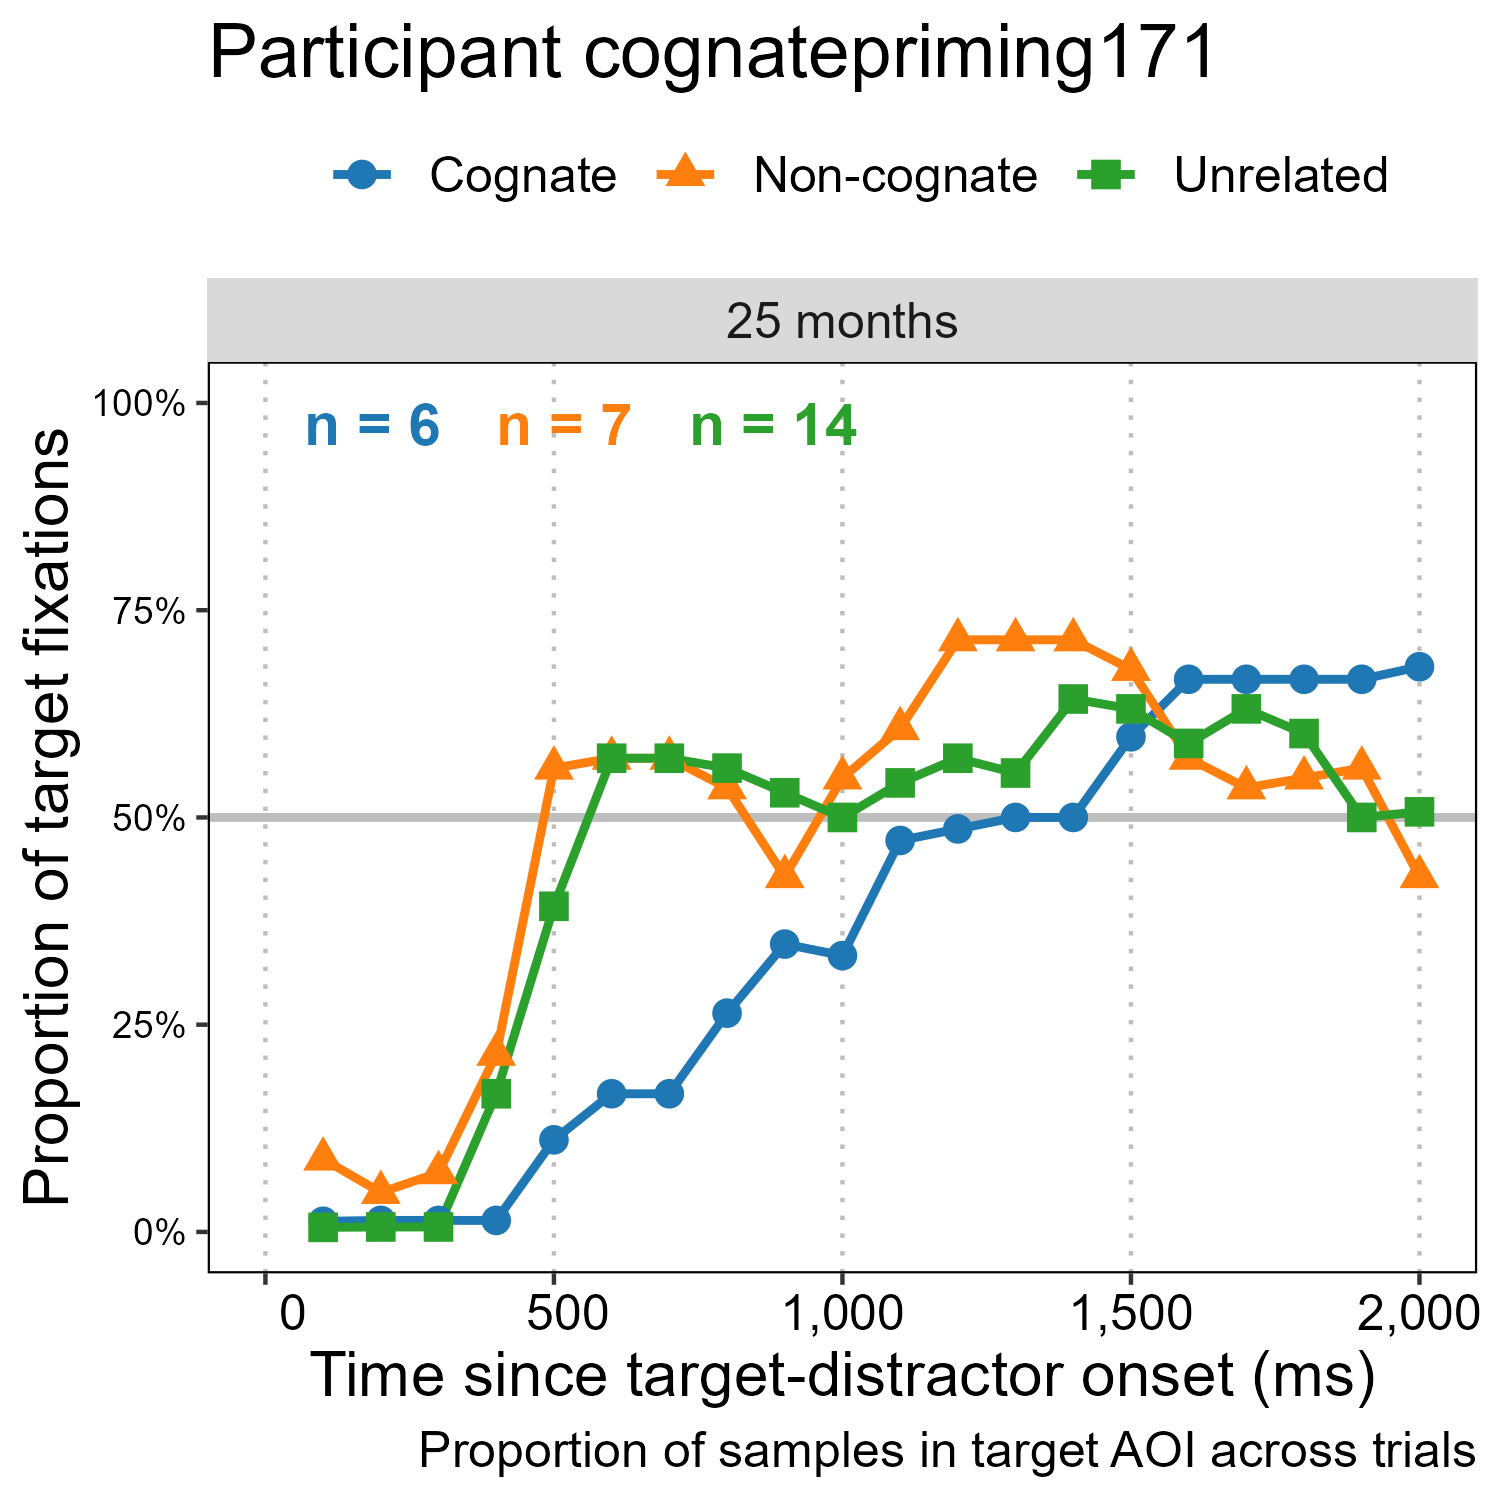 Participant cognatepriming171
Cognate Non-cognate Unrelated
25 months
n = 6 n = 7 n = 14
100%
75%
50%
25%
0%
Proportion of target fixations
0 500 1,000 1,500 2,000
Time since target-distractor onset (ms)
Proportion of samples in target AOI across trials